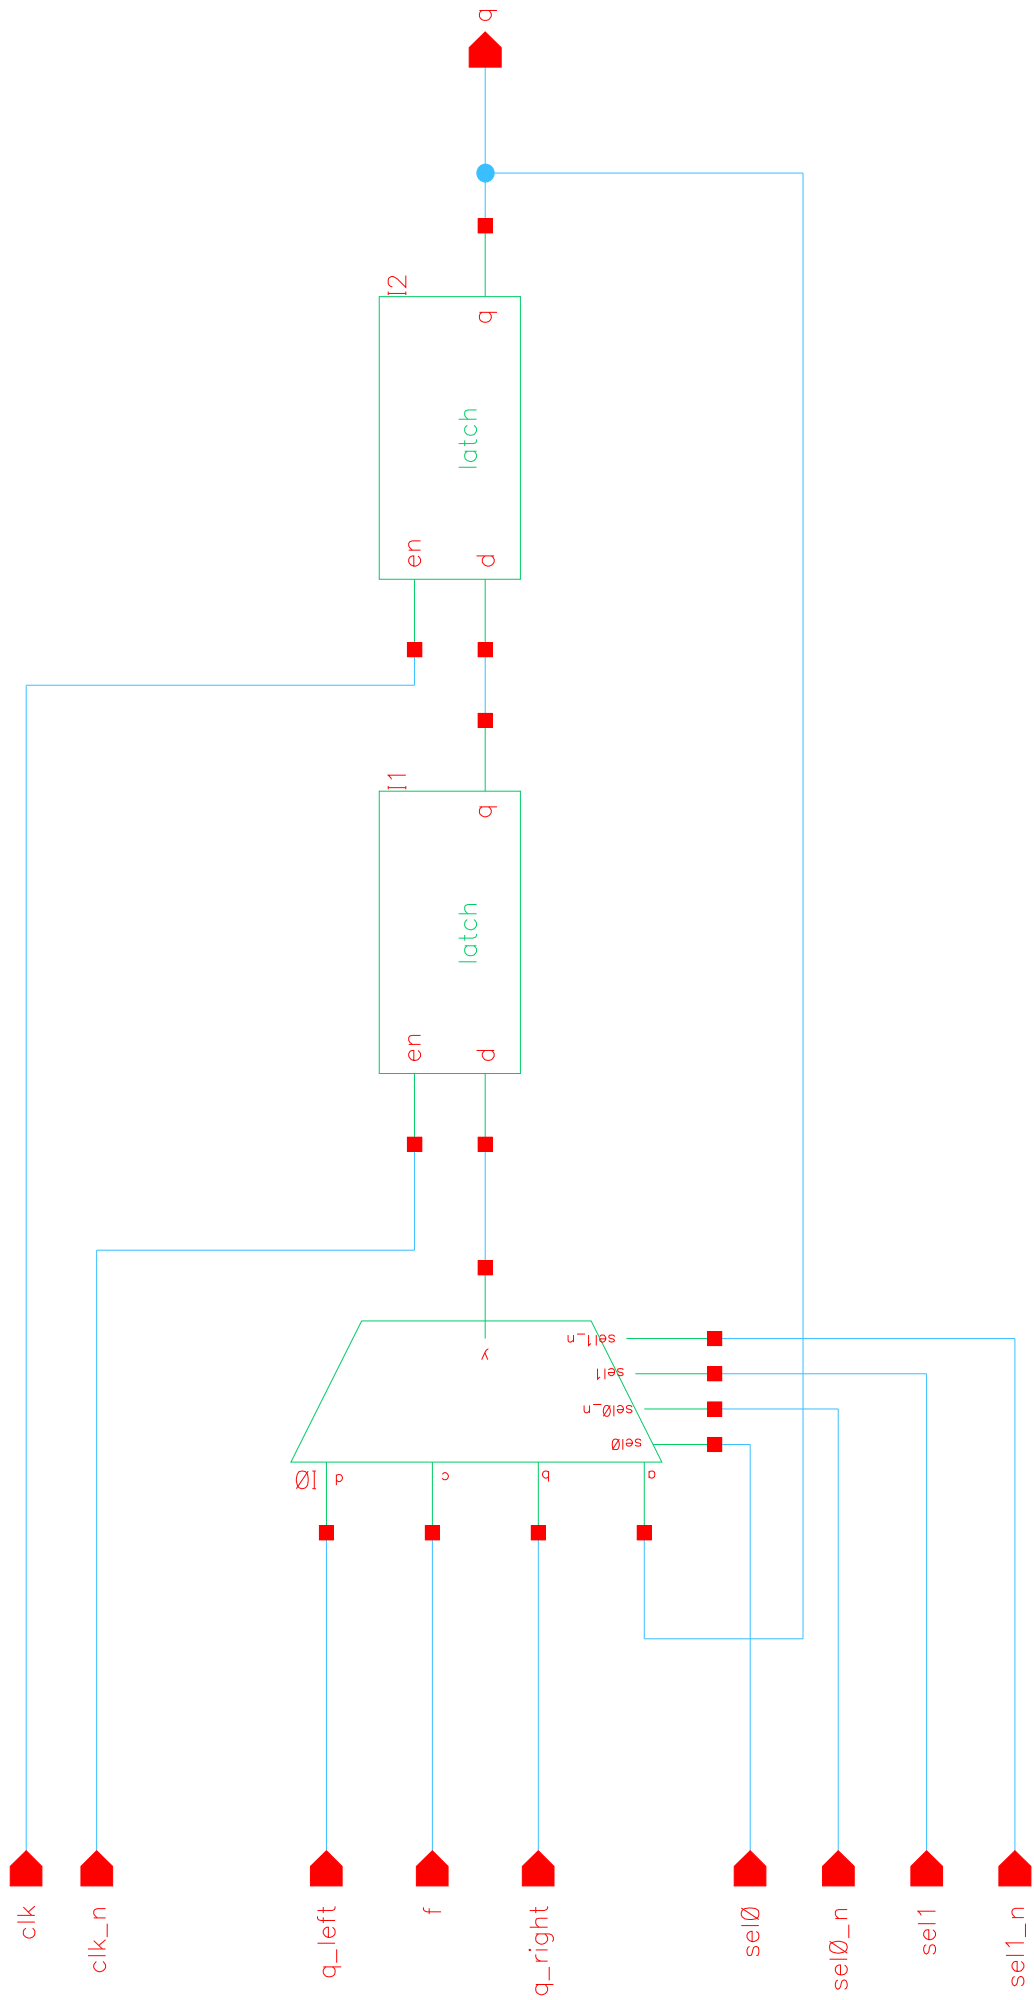 q
I2
q
latch
en
d
I1
q
latch
en
d
sel1_n
y
sel1
sel0_n
sel0
I0
d
c
b
a
clk
clk_n
q_left
f
q_right
sel0
sel0_n
sel1
sel1_n